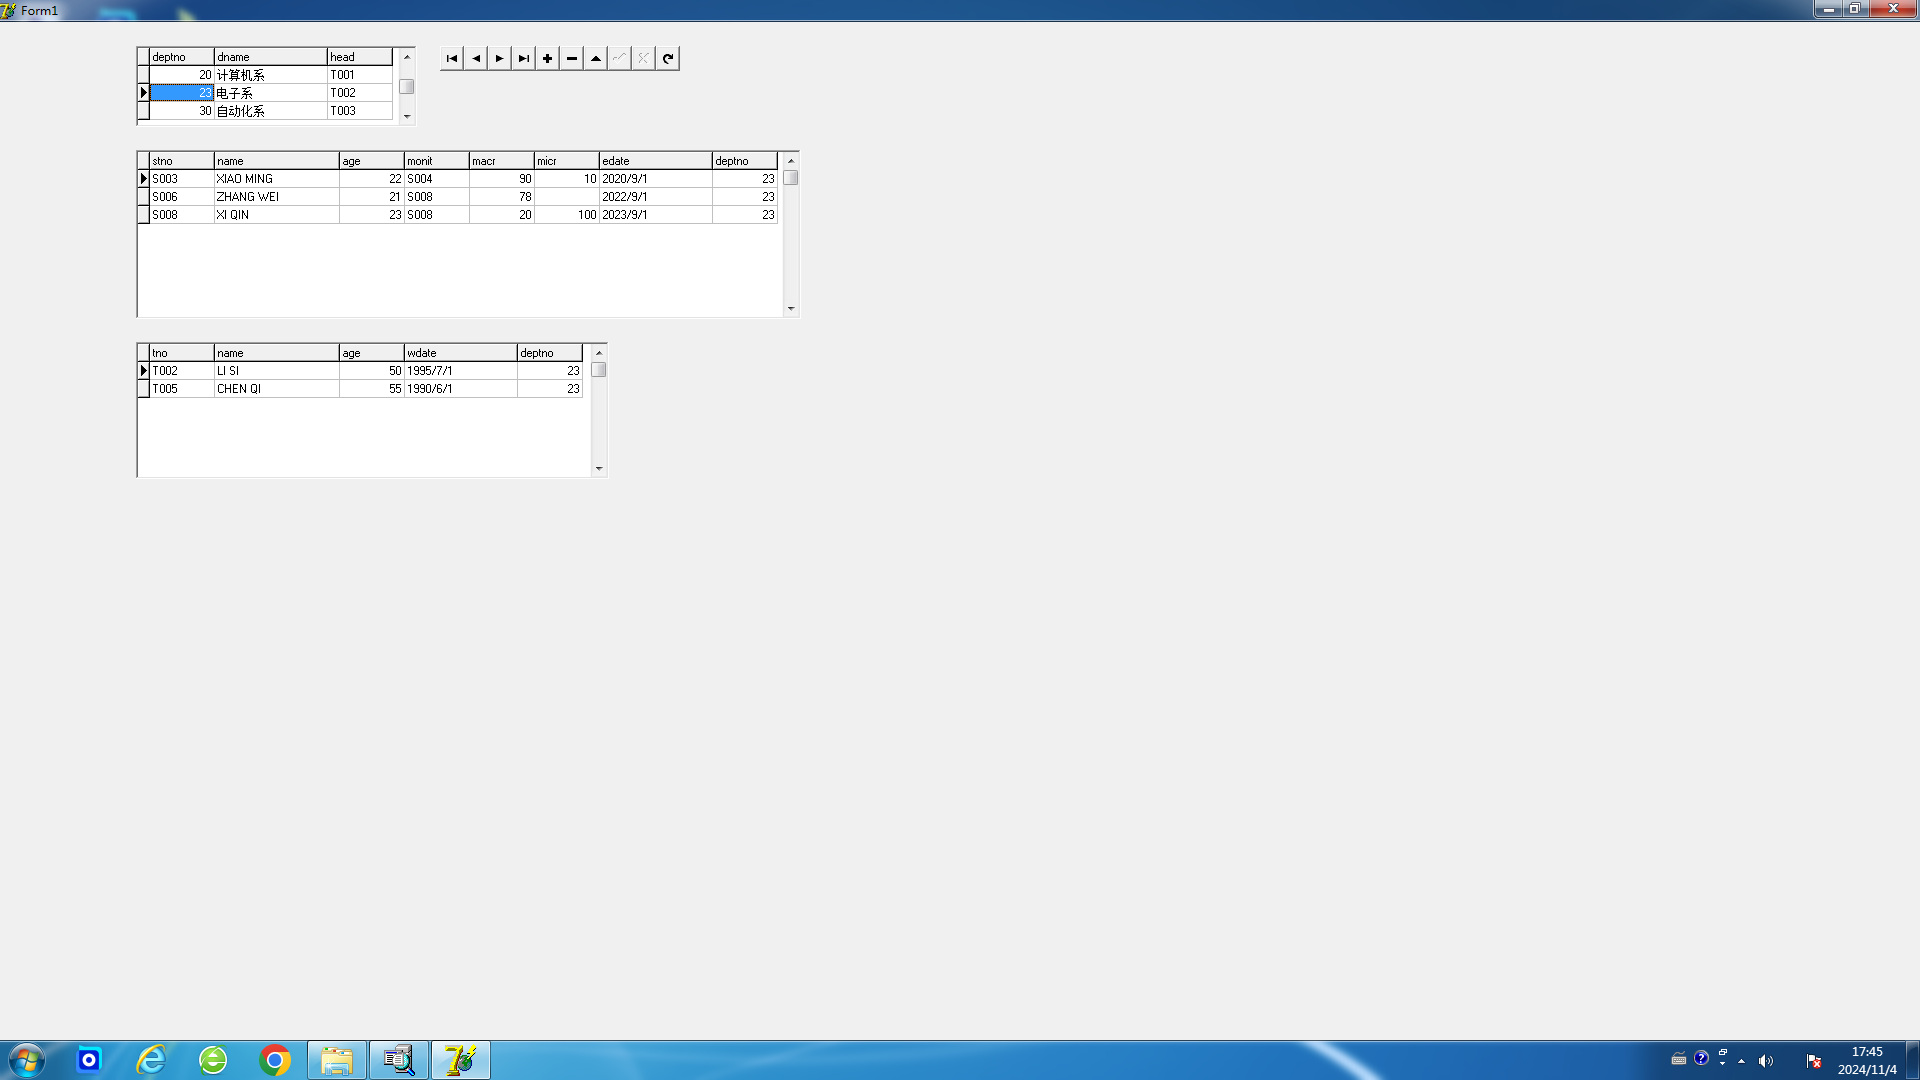 Form1
deptno dname head
20 计算机系 T001
23 电子系 T002
30 自动化系 T003
stno name age monit macr micr edate deptno
S003 XIAO MING 22 S004 90 10 2020/9/1 23
S006 ZHANG WEI 21 S008 78 2022/9/1 23
S008 XI QIN 23 S008 20 100 2023/9/1 23
tno name age wdate deptno
T002 LI SI 50 1995/7/1 23
T005 CHEN QI 55 1990/6/1 23
17:45
2024/11/4